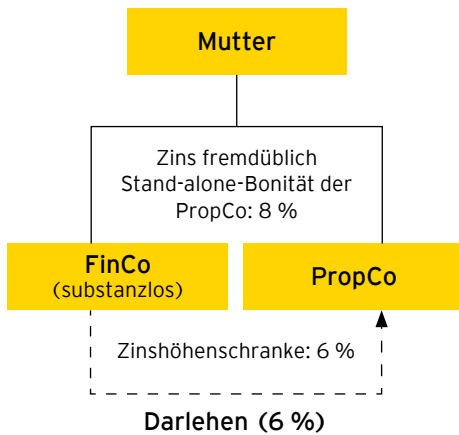 Mutter
Zins fremdüblich
Stand-alone-Bonität der
PropCo: 8 %
FinCo
(substanzlos)
PropCo
Zinshöhenschranke: 6 %
Darlehen (6 %)